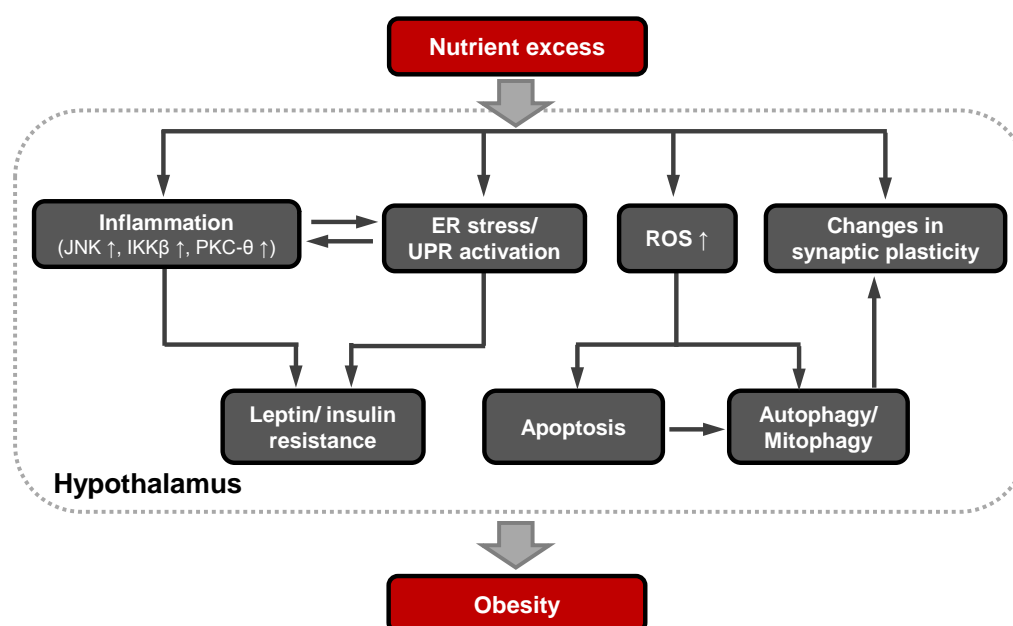 Nutrient excess
Inflammation
(JNK ↑, IKKβ ↑, PKC-θ ↑)
ER stress/
UPR activation
ROS ↑
Changes in
synaptic plasticity
Leptin/ insulin
resistance
Apoptosis
Autophagy/
Mitophagy
Hypothalamus
Obesity